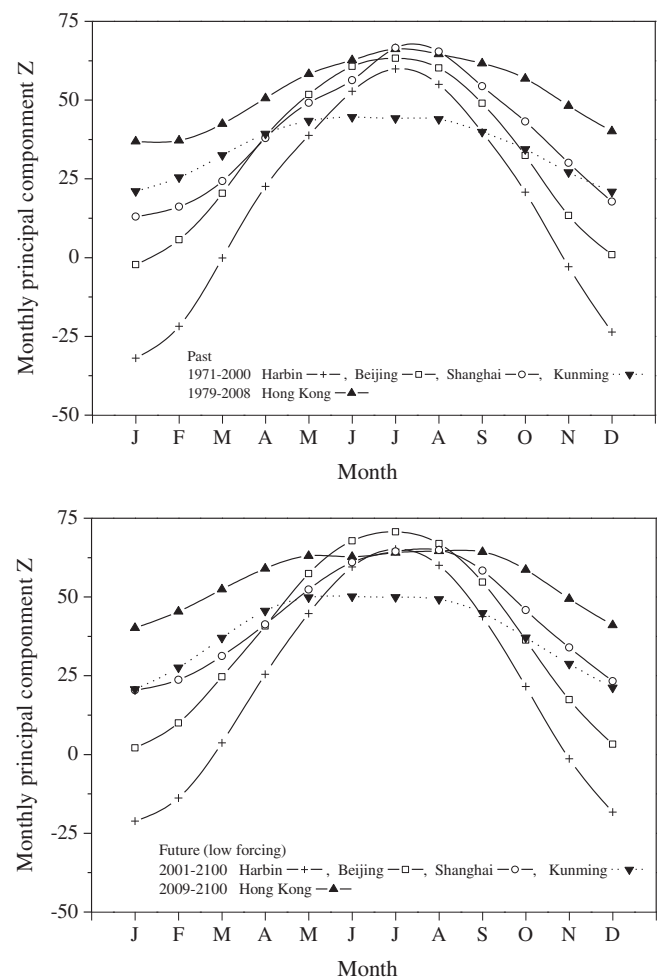 Monthly principal componment Z
75
50
25
0
-25
-50
Past
1971-2000 Harbin , Beijing , Shanghai , Kunming
1979-2008 Hong Kong
J F M A M J J A S O N D
Month
Monthly principal componment Z
75
50
25
0
-25
-50
Future (low forcing)
2001-2100 Harbin , Beijing , Shanghai , Kunming
2009-2100 Hong Kong
J F M A M J J A S O N D
Month